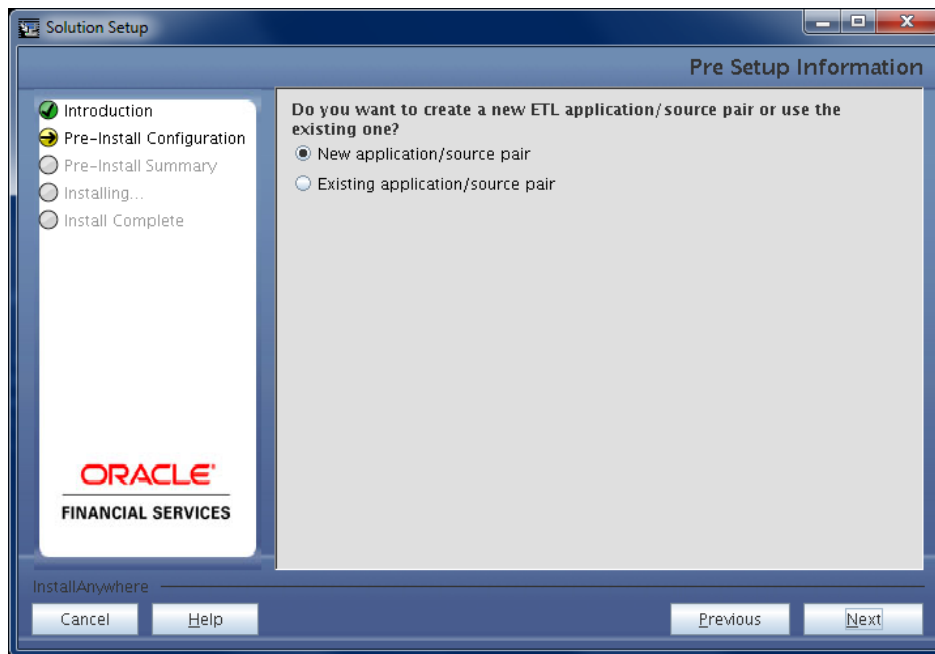 Solution Setup
Pre Setup Information
Introduction
Pre-Install Configuration
Pre-Install Summary
Installing...
Install Complete
ORACLE'
FINANCIAL SERVICES
Do you want to create a new ETL application/source pair or use the
existing one?
New application/source pair
Existing application/source pair
InstallAnywhere
Cancel
Help
Previous
Next